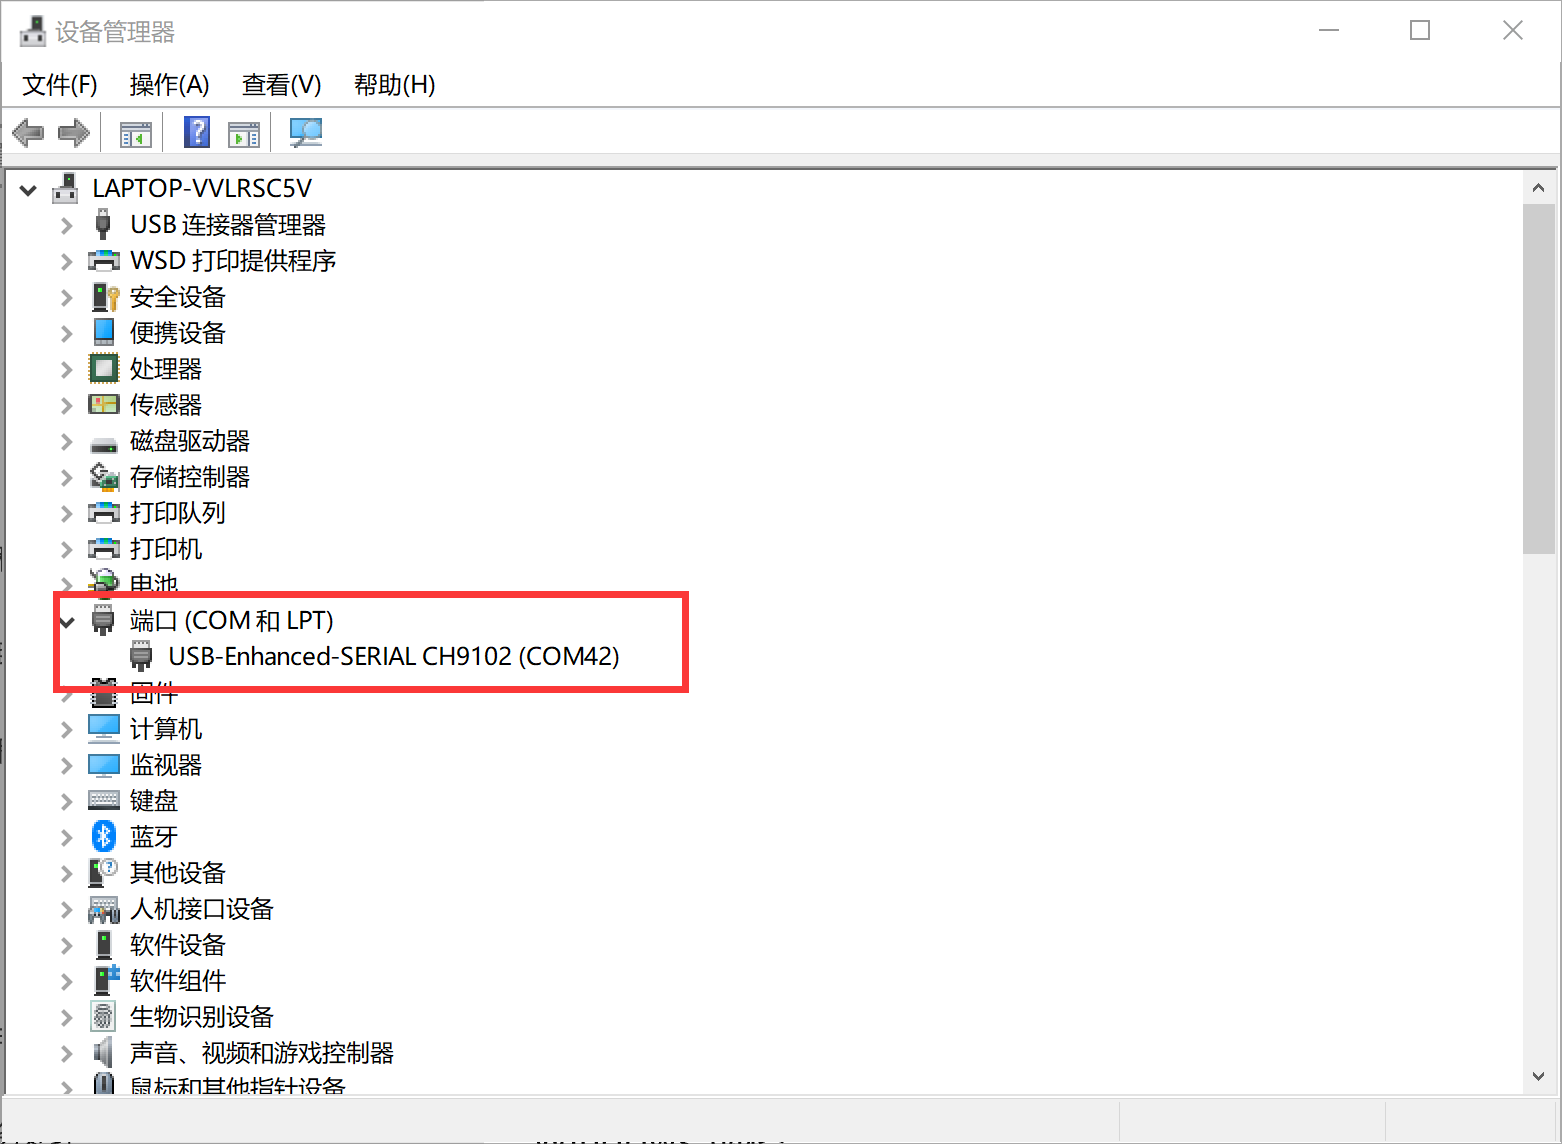 设备管理器
文件(F) 操作(A) 查看(V) 帮助(H)
LAPTOP-VVLRSC5V
USB 连接器管理器
WSD 打印提供程序
安全设备
便携设备
处理器
传感器
磁盘驱动器
存储控制器
打印队列
打印机
电池
端口 (COM 和 LPT)
USB-Enhanced-SERIAL CH9102 (COM42)
固件
计算机
监视器
键盘
蓝牙
其他设备
人机接口设备
软件设备
软件组件
生物识别设备
声音、视频和游戏控制器
鼠标和其他指针设备